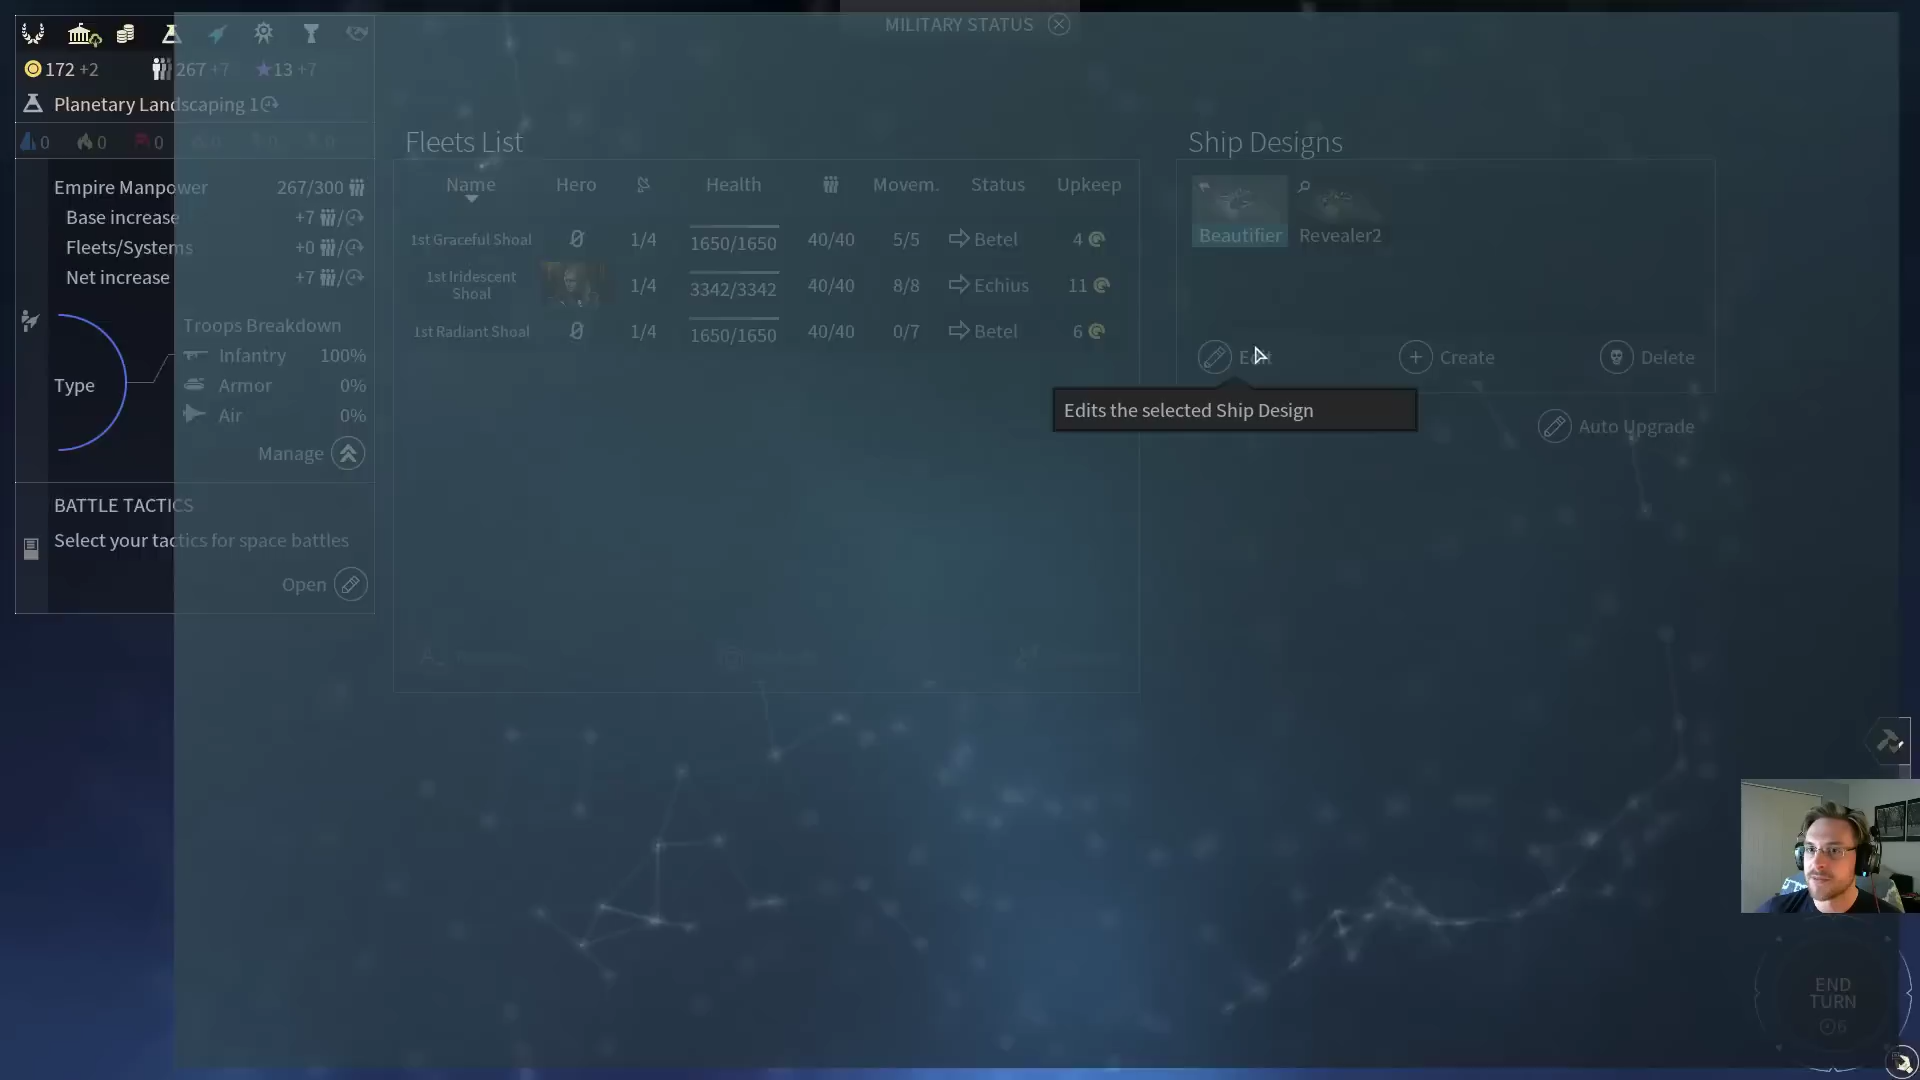 MILITARY STATUS
172 +2 267 +7 13 +7
Planetary Landscaping 1
0 0 0 0 0 0
Empire Manpower 267/300
Base increase +7 /
Fleets/Systems +0 /
Net increase +7 /
Type
Troops Breakdown
Infantry 100%
Armor 0%
Air 0%
Manage
BATTLE TACTICS
Select your tactics for space battles
Open
Fleets List
Name Hero Health Movem. Status Upkeep
1st Graceful Shoal 1/4 1650/1650 40/40 5/5 Betel 4
1st Iridescent
Shoal 1/4 3342/3342 40/40 8/8 Echius 11
1st Radiant Shoal 1/4 1650/1650 40/40 0/7 Betel 6
Ship Designs
Beautifier Revealer2
Edit Create Delete
Edits the selected Ship Design
Auto Upgrade
END
TURN
6